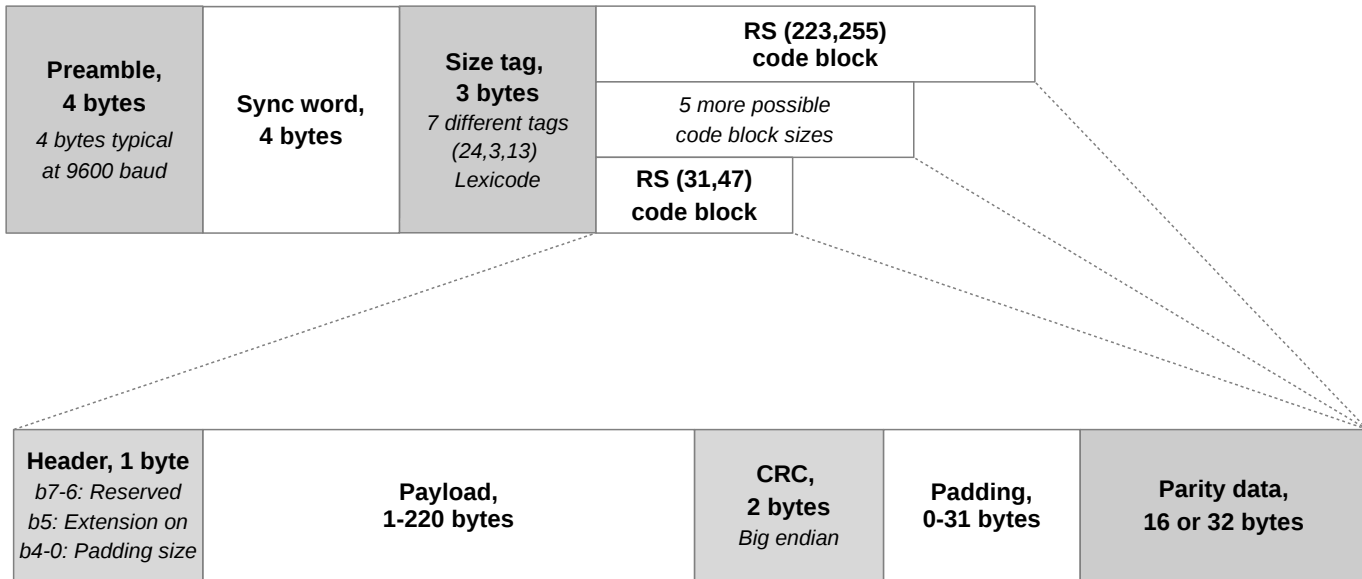 Preamble,
4 bytes
4 bytes typical
at 9600 baud
Sync word,
4 bytes
Size tag,
3 bytes
7 different tags
(24,3,13)
Lexicode
RS (223,255)
code block
5 more possible
code block sizes
RS (31,47)
code block
Header, 1 byte
b7-6: Reserved
b5: Extension on
b4-0: Padding size
Payload,
1-220 bytes
CRC,
2 bytes
Big endian
Padding,
0-31 bytes
Parity data,
16 or 32 bytes